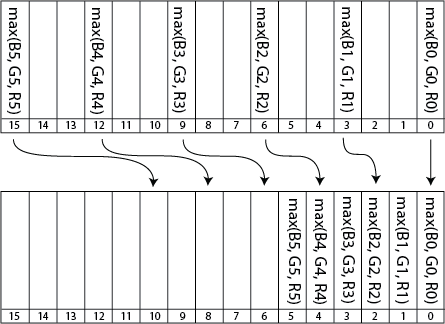 max(B5, G5, R5)
max(B4, G4, R4)
max(B3, G3, R3)
max(B2, G2, R2)
max(B1, G1, R1)
max(B0, G0, R0)
15 14 13 12 11 10 9 8 7 6 5 4 3 2 1 0
max(B5, G5, R5)
max(B4, G4, R4)
max(B3, G3, R3)
max(B2, G2, R2)
max(B1, G1, R1)
max(B0, G0, R0)
15 14 13 12 11 10 9 8 7 6 5 4 3 2 1 0